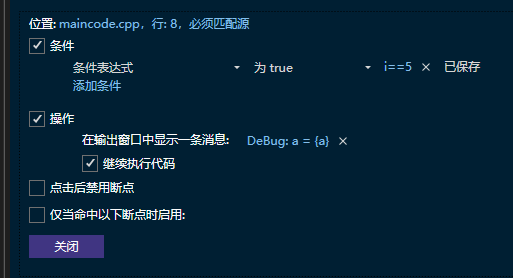 位置: maincode.cpp，行: 8，必须匹配源
条件
条件表达式 为 true i==5 × 已保存
添加条件
操作
在输出窗口中显示一条消息: DeBug: a = {a} ×
继续执行代码
点击后禁用断点
仅当命中以下断点时启用:
关闭